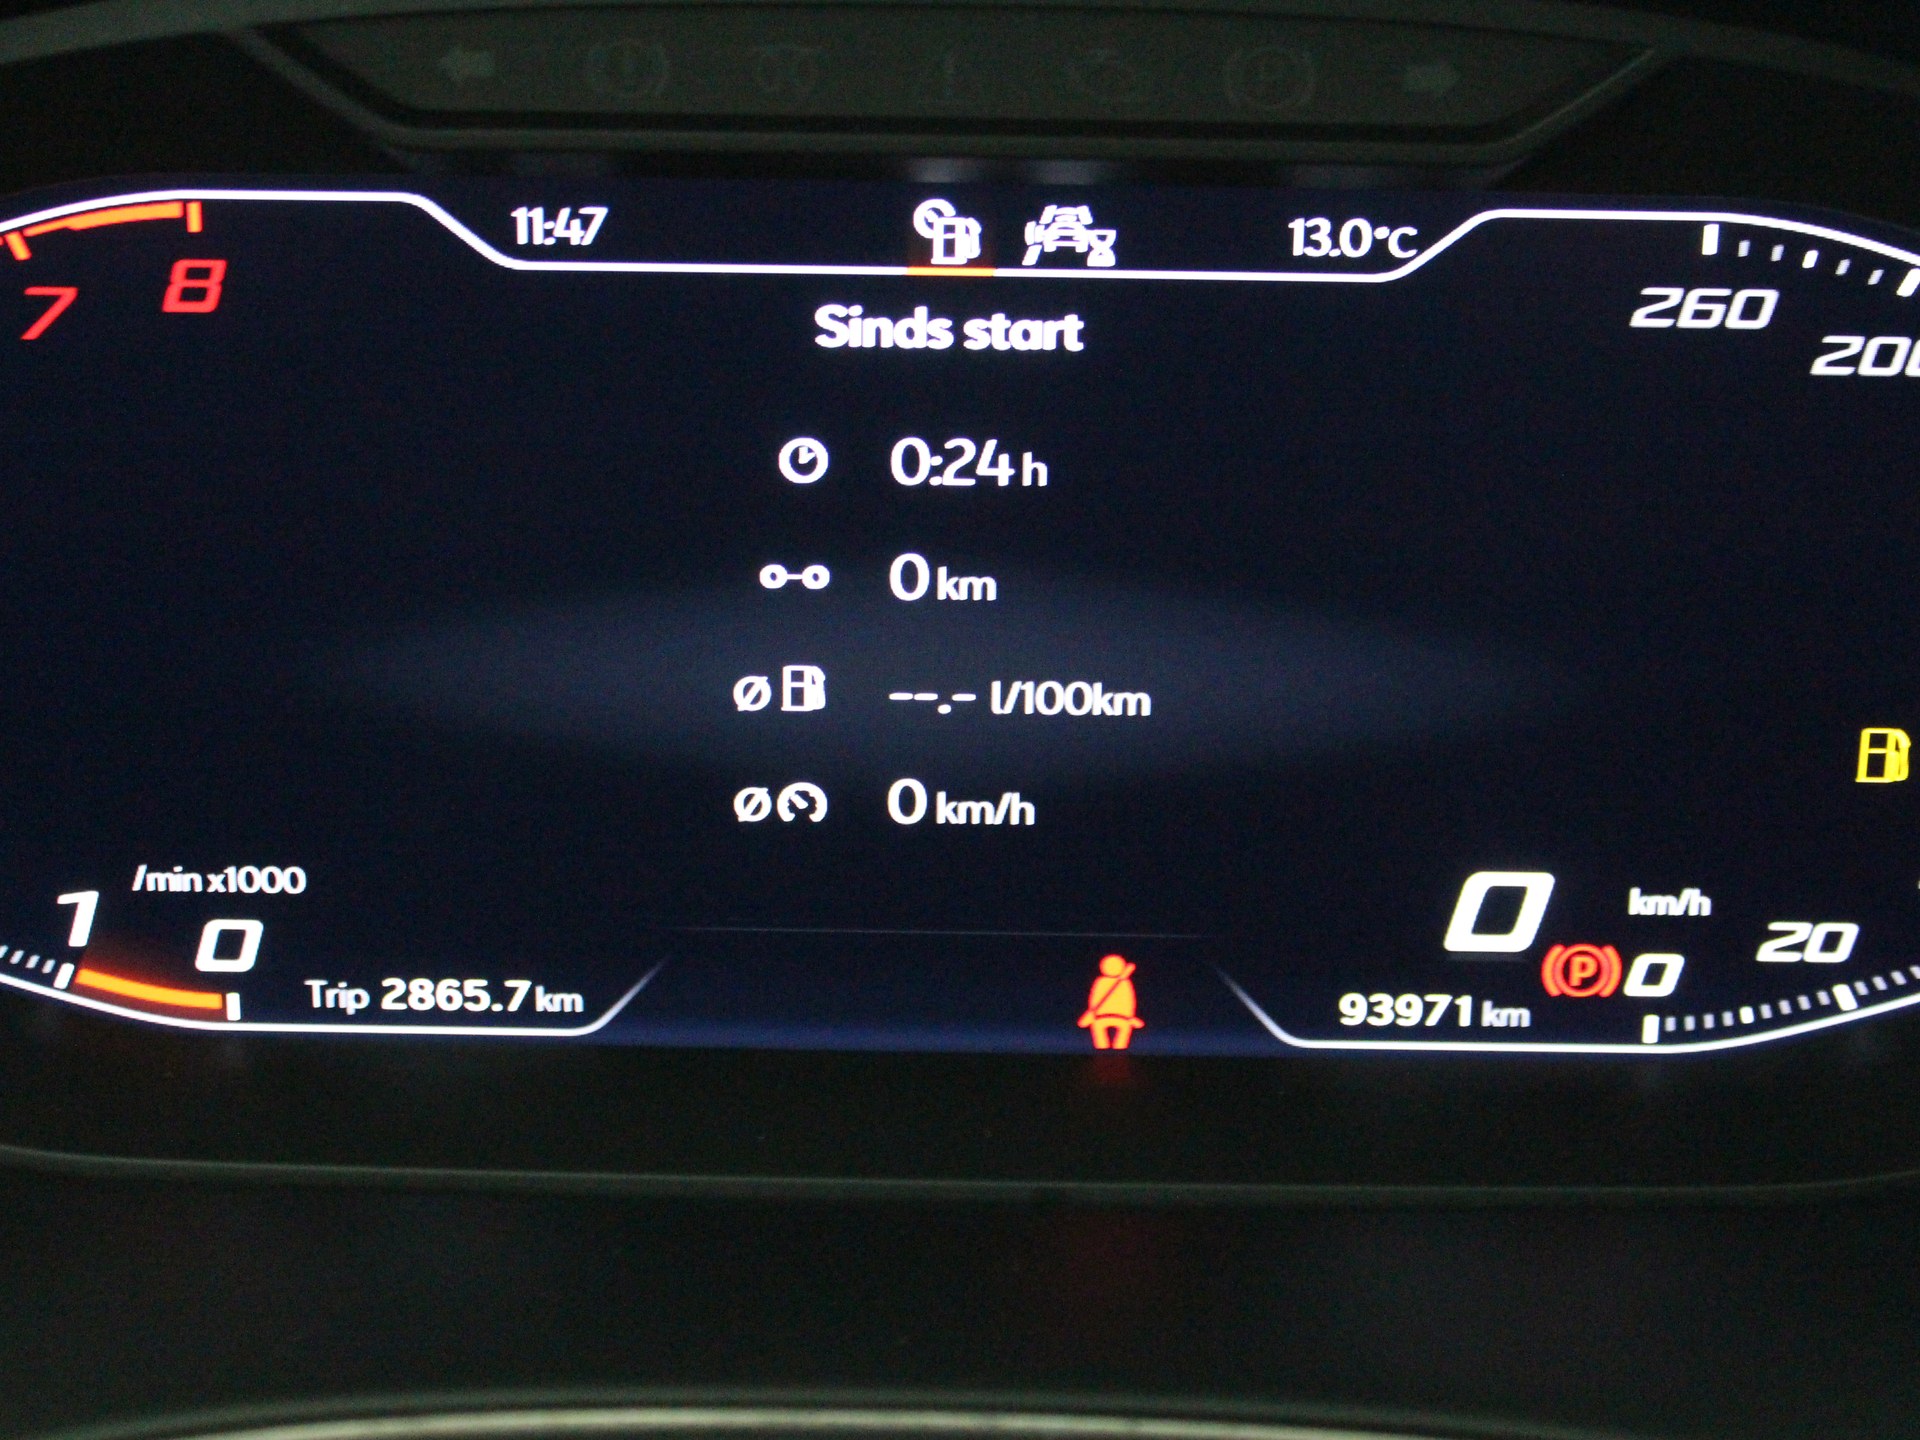 11:47
13.0°C
7
8
260
200
Sinds start
0:24 h
0 km
Ø --.- l/100km
Ø 0 km/h
/min x1000
1
0
Trip 2865.7 km
0 km/h
P
0
20
93971 km